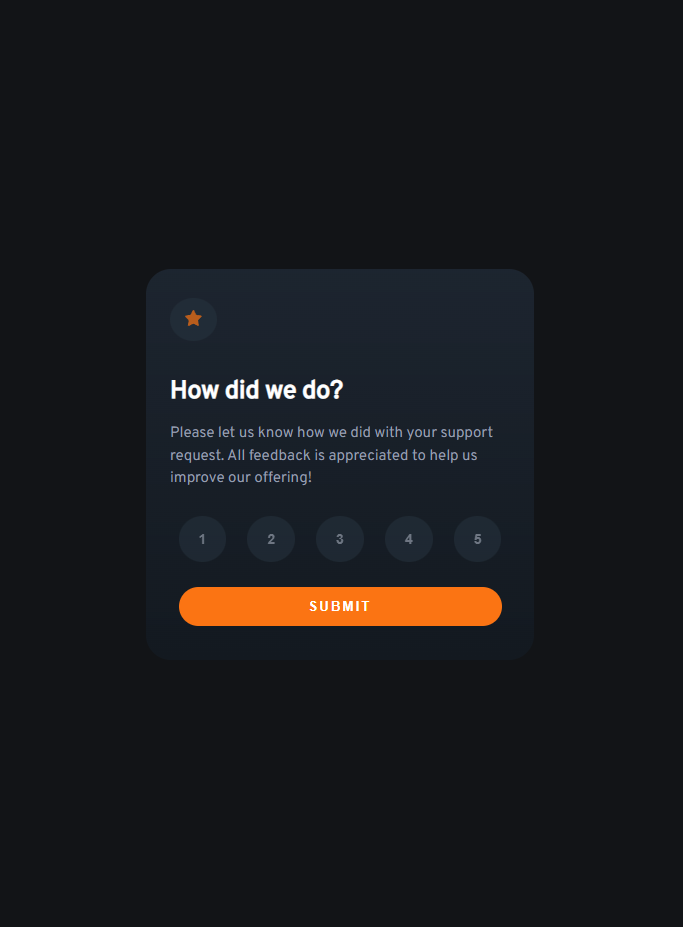 How did we do?
Please let us know how we did with your support
request. All feedback is appreciated to help us
improve our offering!
1 2 3 4 5
SUBMIT